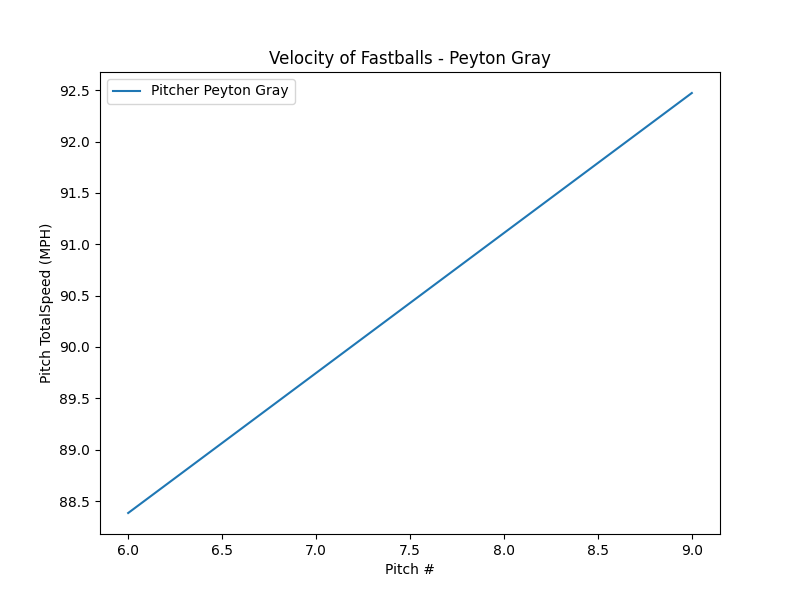 Velocity of Fastballs - Peyton Gray
Pitcher Peyton Gray
Pitch TotalSpeed (MPH)
92.5
92.0
91.5
91.0
90.5
90.0
89.5
89.0
88.5
6.0 6.5 7.0 7.5 8.0 8.5 9.0
Pitch #